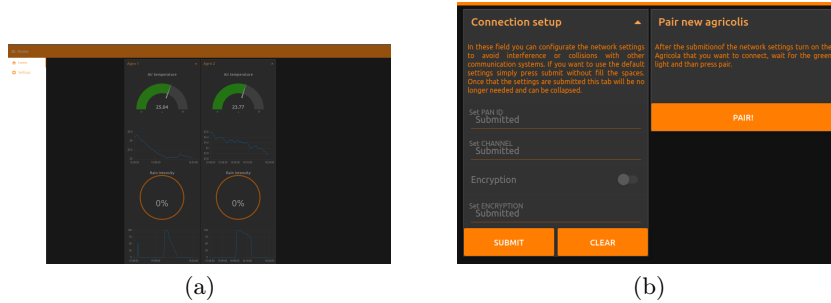 Home
Home
Settings
Agris 1
Agris 2
Air temperature
Air temperature
25.84
23.77
Rain intensity
Rain intensity
0%
0%
(a)
Connection setup
In these field you can configurate the network settings
to avoid interference or collisions with other
communication systems. If you want to use the default
settings simply press submit without fill the spaces.
Once that the settings are submitted this tab will be no
longer needed and can be collapsed.
Set PAN ID
Submitted
Set CHANNEL
Submitted
Encryption
Set ENCRYPTION
Submitted
SUBMIT
CLEAR
Pair new agricolis
After the submitionof the network settings turn on the
Agricola that you want to connect, wait for the green
light and than press pair.
PAIR!
(b)